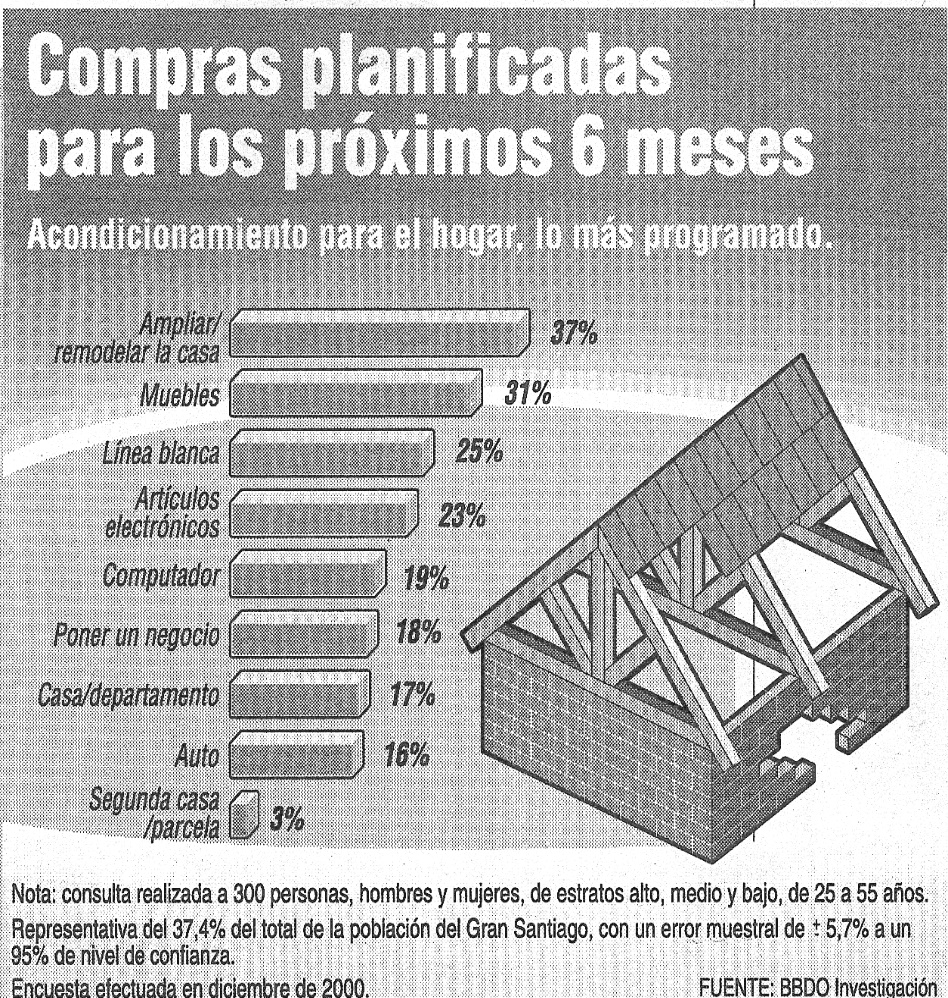 Compras planificadas
para los próximos 6 meses
Acondicionamiento para el hogar, lo más programado.
Ampliar/
remodelar la casa
37%
Muebles
31%
Línea blanca
25%
Artículos
electrónicos
23%
Computador
19%
Poner un negocio
18%
Casa/departamento
17%
Auto
16%
Segunda casa
/parcela
3%
Nota: consulta realizada a 300 personas, hombres y mujeres, de estratos alto, medio y bajo, de 25 a 55 años.
Representativa del 37,4% del total de la población del Gran Santiago, con un error muestral de ± 5,7% a un
95% de nivel de confianza.
Encuesta efectuada en diciembre de 2000.
FUENTE: BBDO Investigación